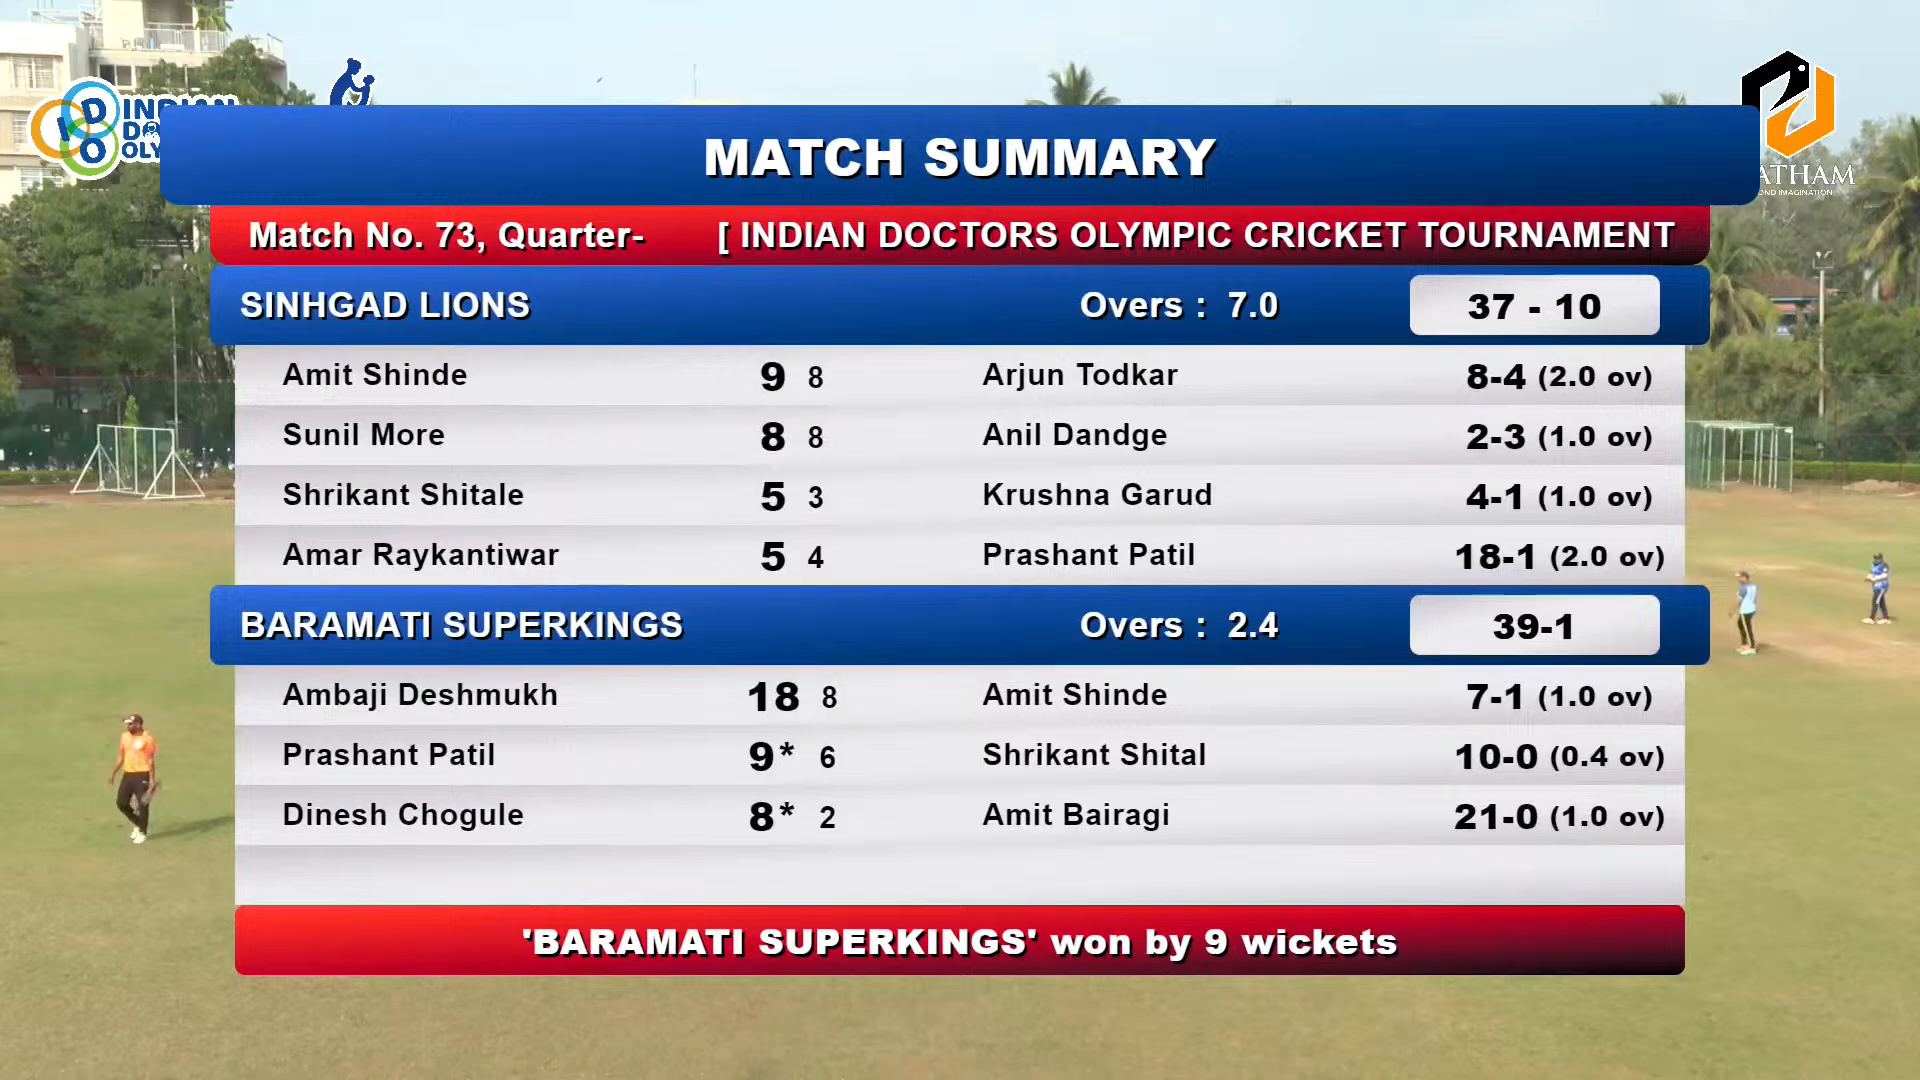 MATCH SUMMARY
Match No. 73, Quarter- [ INDIAN DOCTORS OLYMPIC CRICKET TOURNAMENT
SINHGAD LIONS Overs : 7.0 37 - 10
Amit Shinde 9 8 Arjun Todkar 8-4 (2.0 ov)
Sunil More 8 8 Anil Dandge 2-3 (1.0 ov)
Shrikant Shitale 5 3 Krushna Garud 4-1 (1.0 ov)
Amar Raykantiwar 5 4 Prashant Patil 18-1 (2.0 ov)
BARAMATI SUPERKINGS Overs : 2.4 39-1
Ambaji Deshmukh 18 8 Amit Shinde 7-1 (1.0 ov)
Prashant Patil 9* 6 Shrikant Shital 10-0 (0.4 ov)
Dinesh Chogule 8* 2 Amit Bairagi 21-0 (1.0 ov)
'BARAMATI SUPERKINGS' won by 9 wickets
IDO